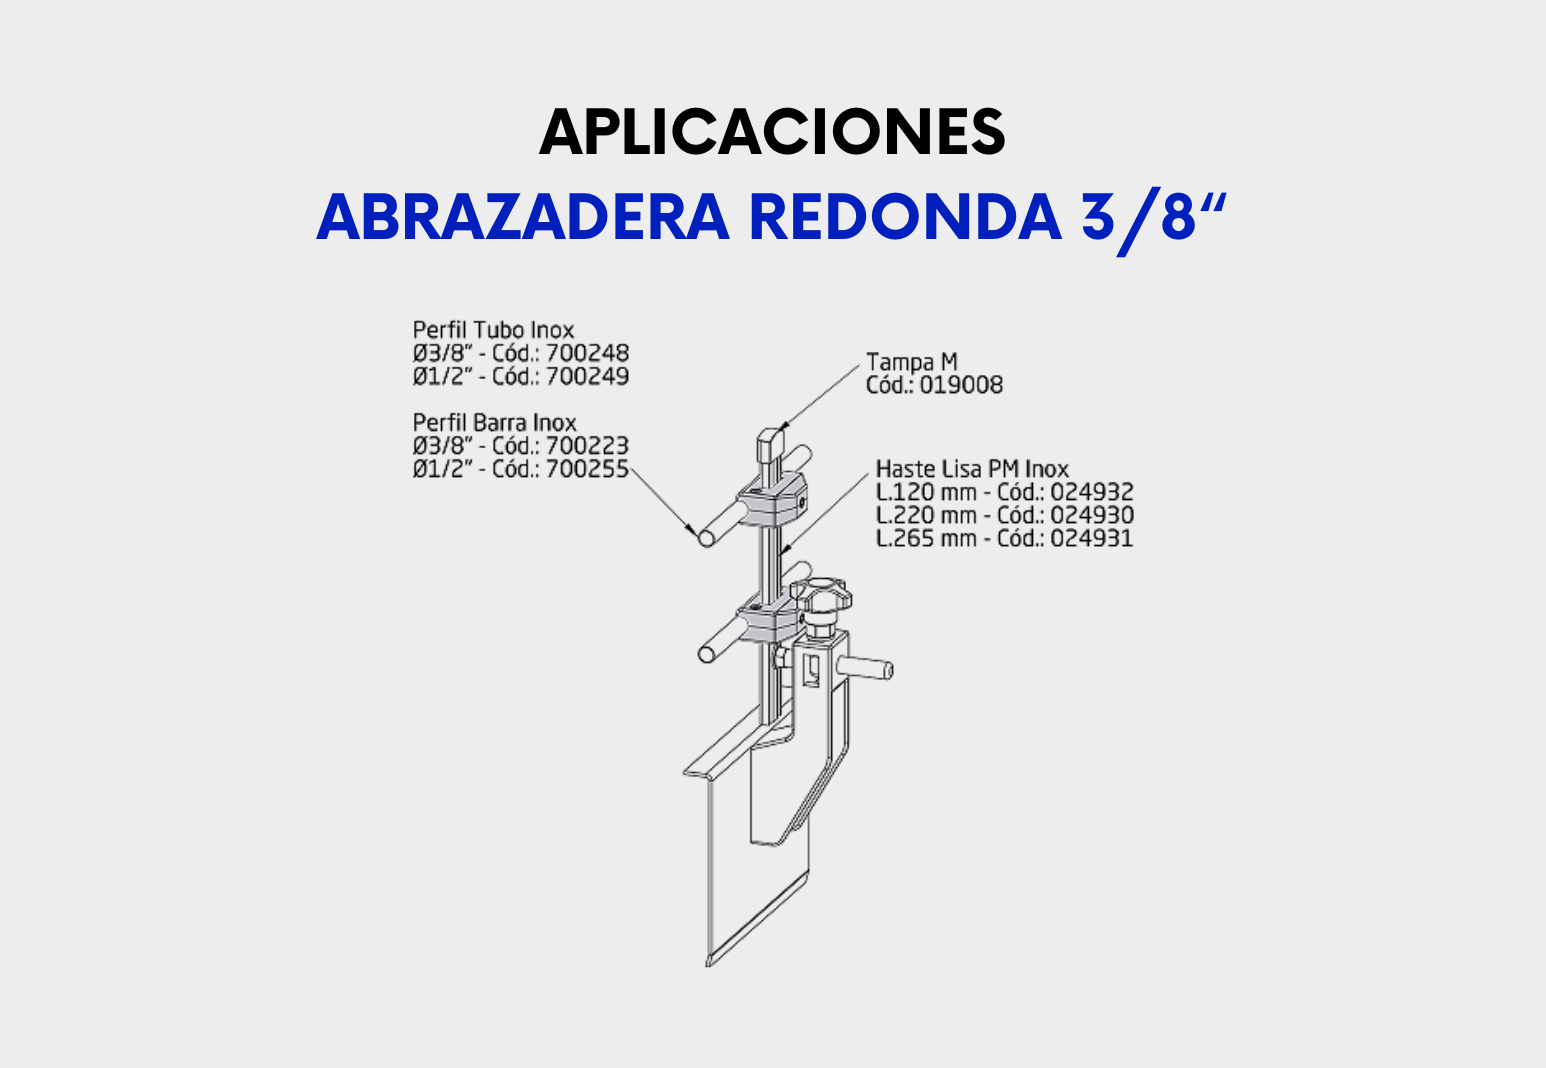 APLICACIONES
ABRAZADERA REDONDA 3/8“
Perfil Tubo Inox
Ø3/8” - Cód.: 700248
Ø1/2” - Cód.: 700249
Perfil Barra Inox
Ø3/8” - Cód.: 700223
Ø1/2” - Cód.: 700255
Tampa M
Cód.: 019008
Haste Lisa PM Inox
L.120 mm - Cód.: 024932
L.220 mm - Cód.: 024930
L.265 mm - Cód.: 024931